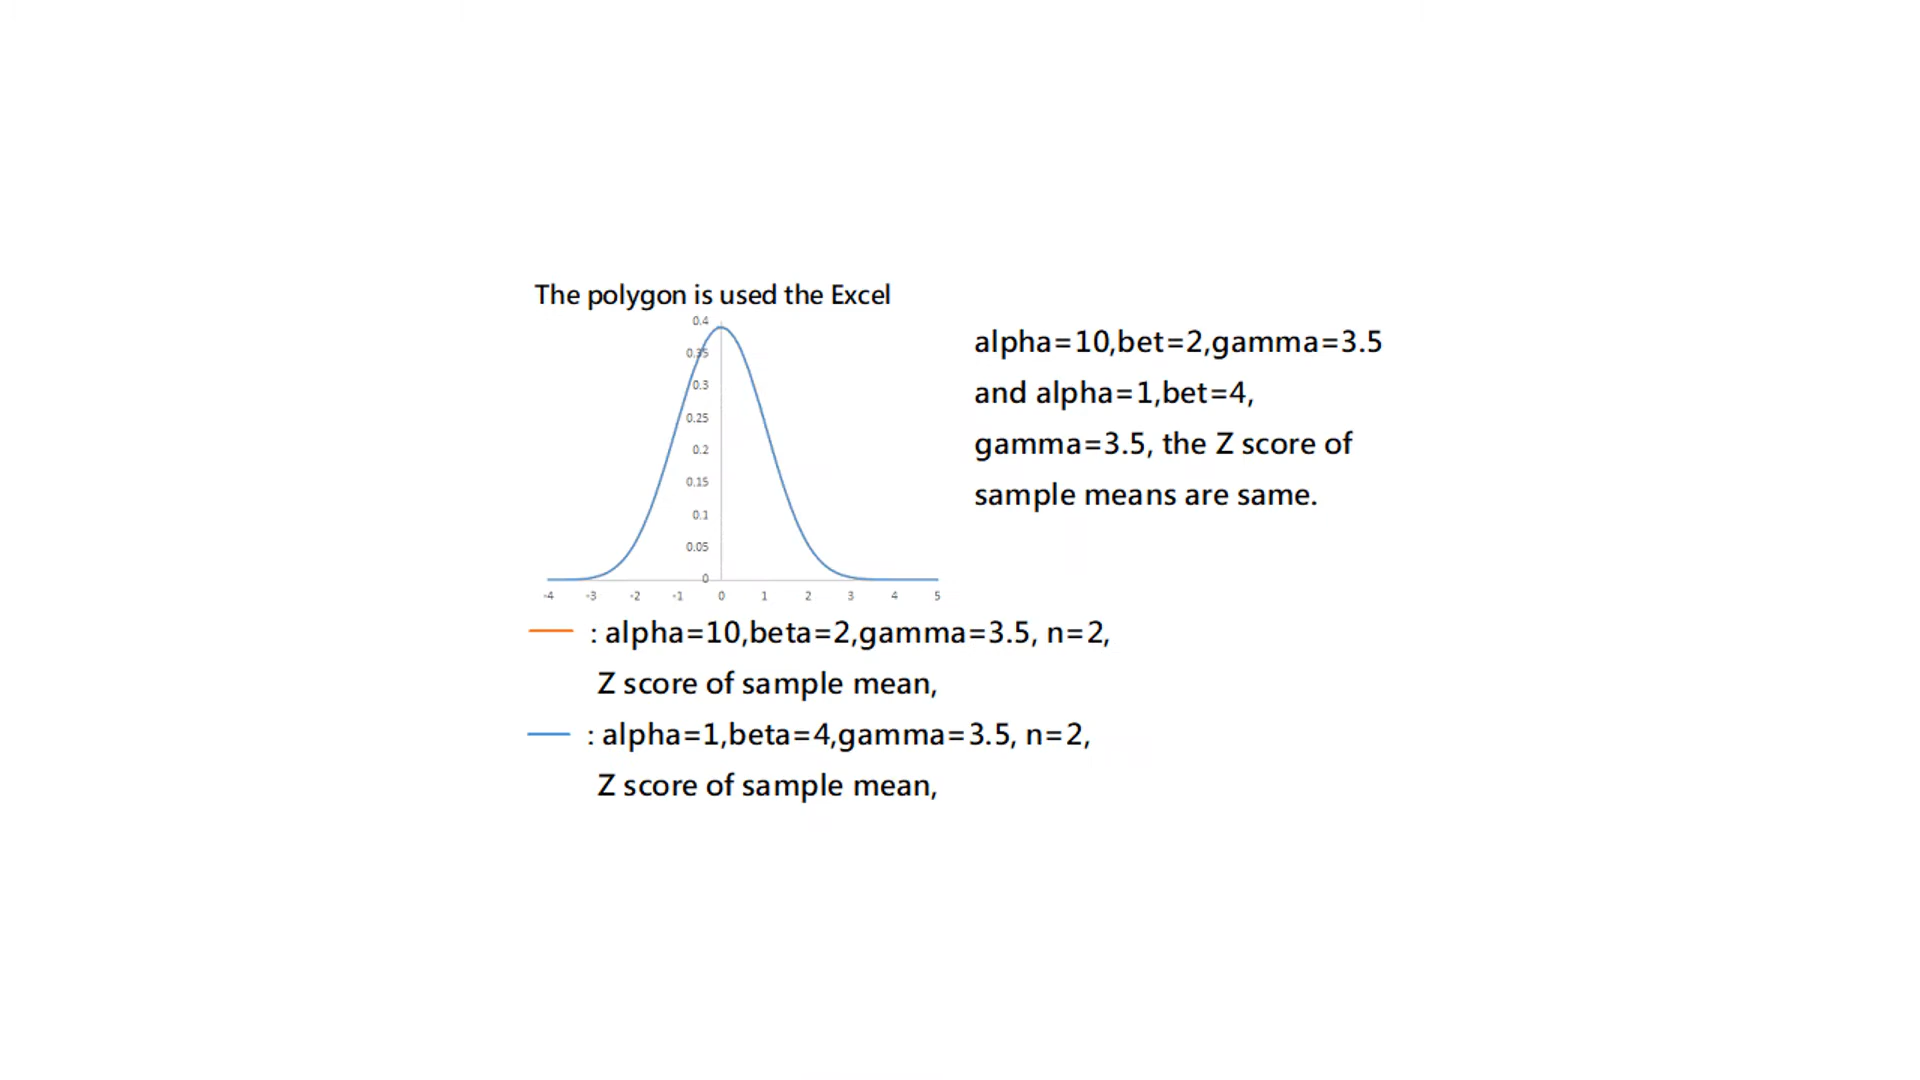 The polygon is used the Excel
0.4
0.35
0.3
0.25
0.2
0.15
0.1
0.05
0
-4 -3 -2 -1 0 1 2 3 4 5
alpha=10,bet=2,gamma=3.5
and alpha=1,bet=4,
gamma=3.5, the Z score of
sample means are same.
: alpha=10,beta=2,gamma=3.5, n=2,
Z score of sample mean,
: alpha=1,beta=4,gamma=3.5, n=2,
Z score of sample mean,